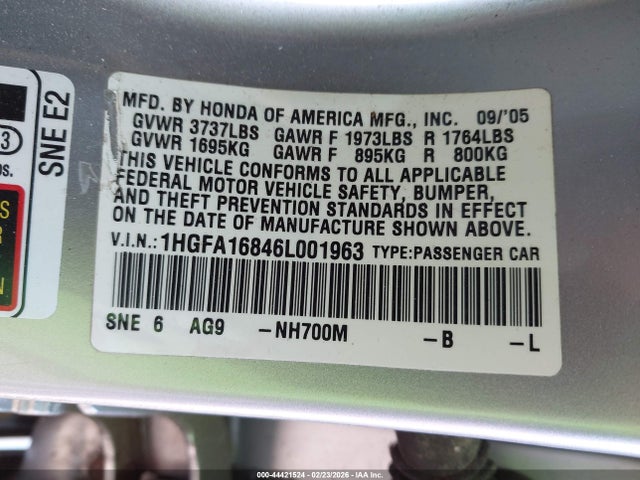 MFD. BY HONDA OF AMERICA MFG., INC. 09/'05
GVWR 3737LBS GAWR F 1973LBS R 1764LBS
GVWR 1695KG GAWR F 895KG R 800KG
THIS VEHICLE CONFORMS TO ALL APPLICABLE
FEDERAL MOTOR VEHICLE SAFETY, BUMPER,
AND THEFT PREVENTION STANDARDS IN EFFECT
ON THE DATE OF MANUFACTURE SHOWN ABOVE.
V.I.N.: 1HGFA16846L001963 TYPE:PASSENGER CAR
SNE 6 AG9 -NH700M -B -L
SNE E2
3
OS.
S
R
L
000-44421524 - 02/23/2026 - IAA Inc.